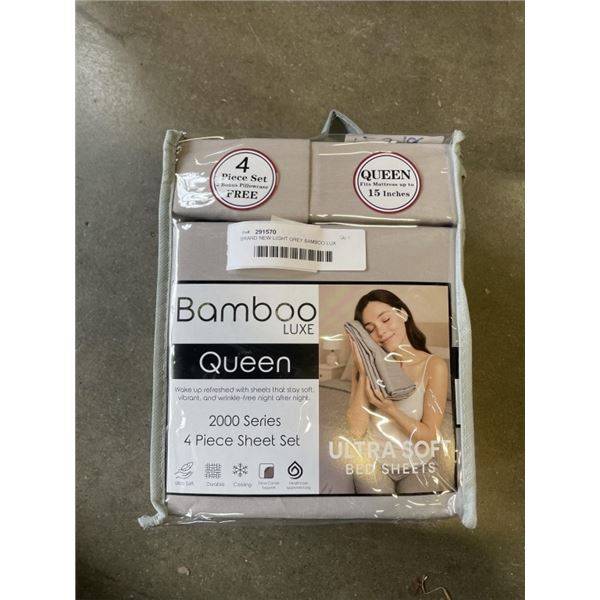 4
Piece Set
2 Bonus Pillowcase
FREE
QUEEN
Fits Mattress up to
15 Inches
291570
BRAND NEW LIGHT GREY BAMBOO LUX
Bamboo
LUXE
Queen
Wake up refreshed with sheets that stay soft,
vibrant, and wrinkle-free night after night.
2000 Series
4 Piece Sheet Set
ULTRA SOFT
BED SHEETS
Ultra Soft
Durable
Cooling